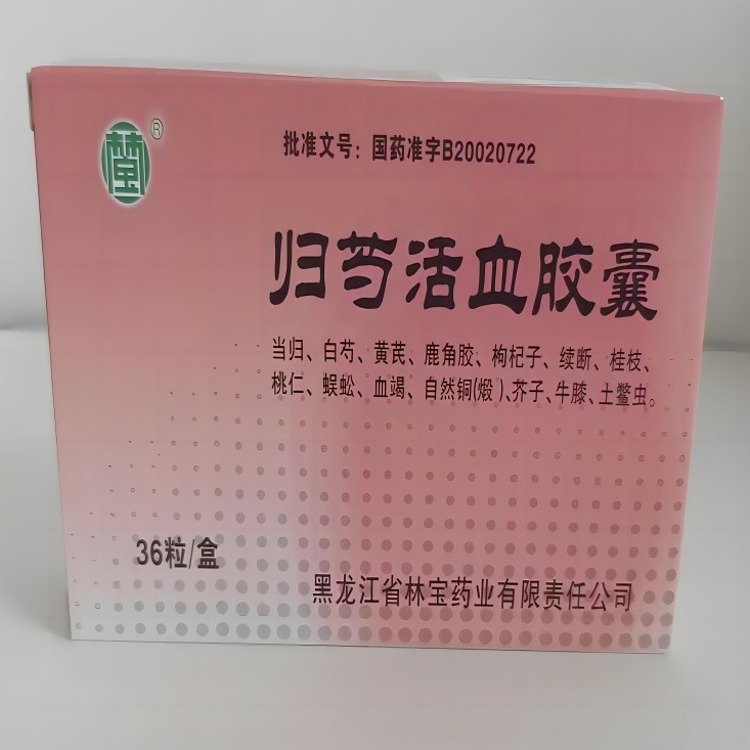 林宝®
批准文号：国药准字B20020722
归芍活血胶囊
当归、白芍、黄芪、鹿角胶、枸杞子、续断、桂枝、
桃仁、蜈蚣、血竭、自然铜(煅)、芥子、牛膝、土鳖虫。
36粒/盒
黑龙江省林宝药业有限责任公司